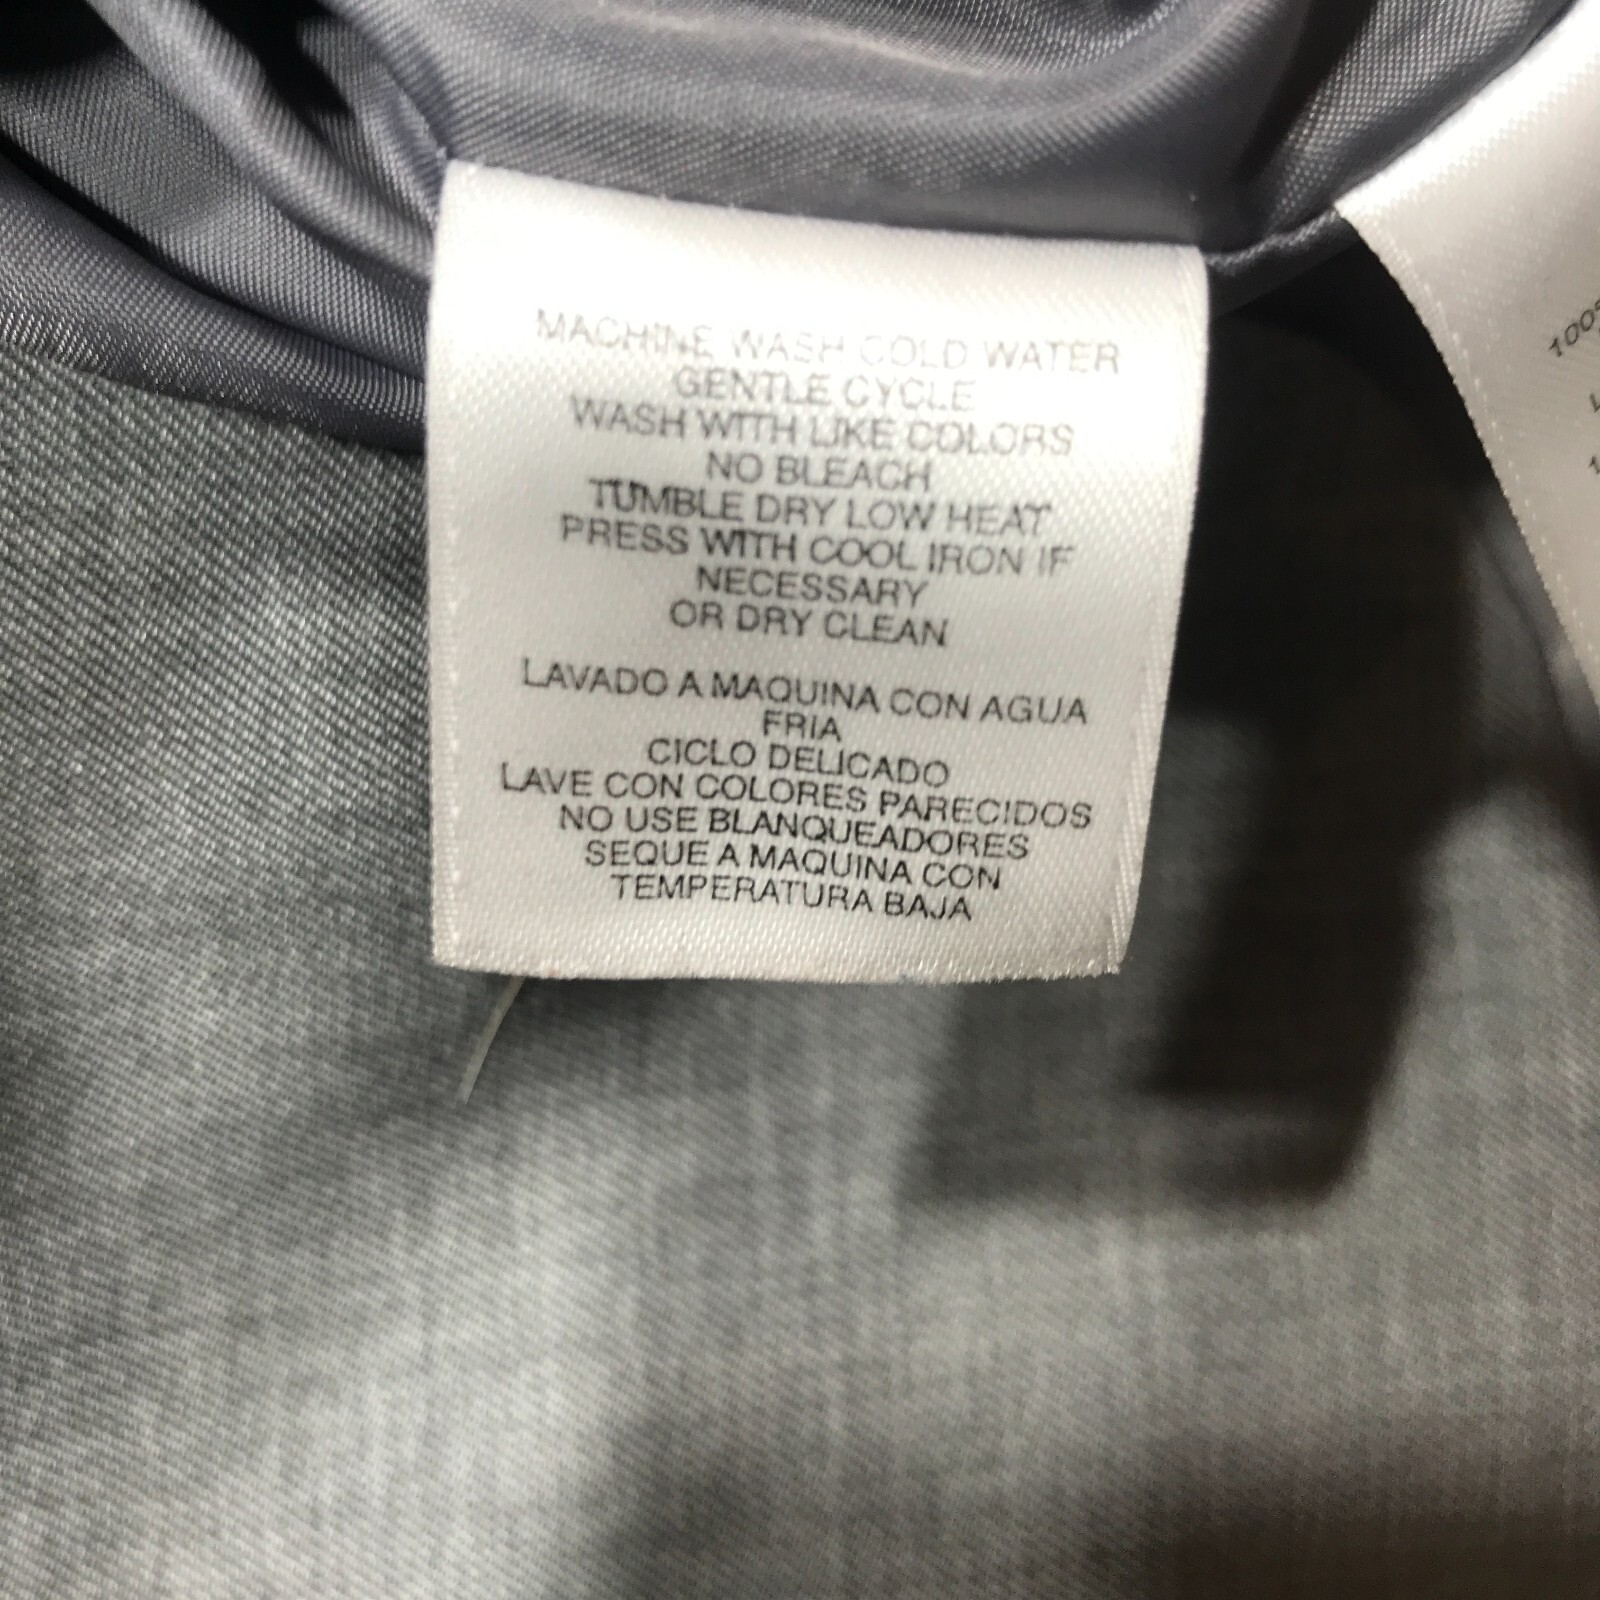 MACHINE WASH COLD WATER
GENTLE CYCLE
WASH WITH LIKE COLORS
NO BLEACH
TUMBLE DRY LOW HEAT
PRESS WITH COOL IRON IF
NECESSARY
OR DRY CLEAN
LAVADO A MAQUINA CON AGUA
FRIA
CICLO DELICADO
LAVE CON COLORES PARECIDOS
NO USE BLANQUEADORES
SEQUE A MAQUINA CON
TEMPERATURA BAJA